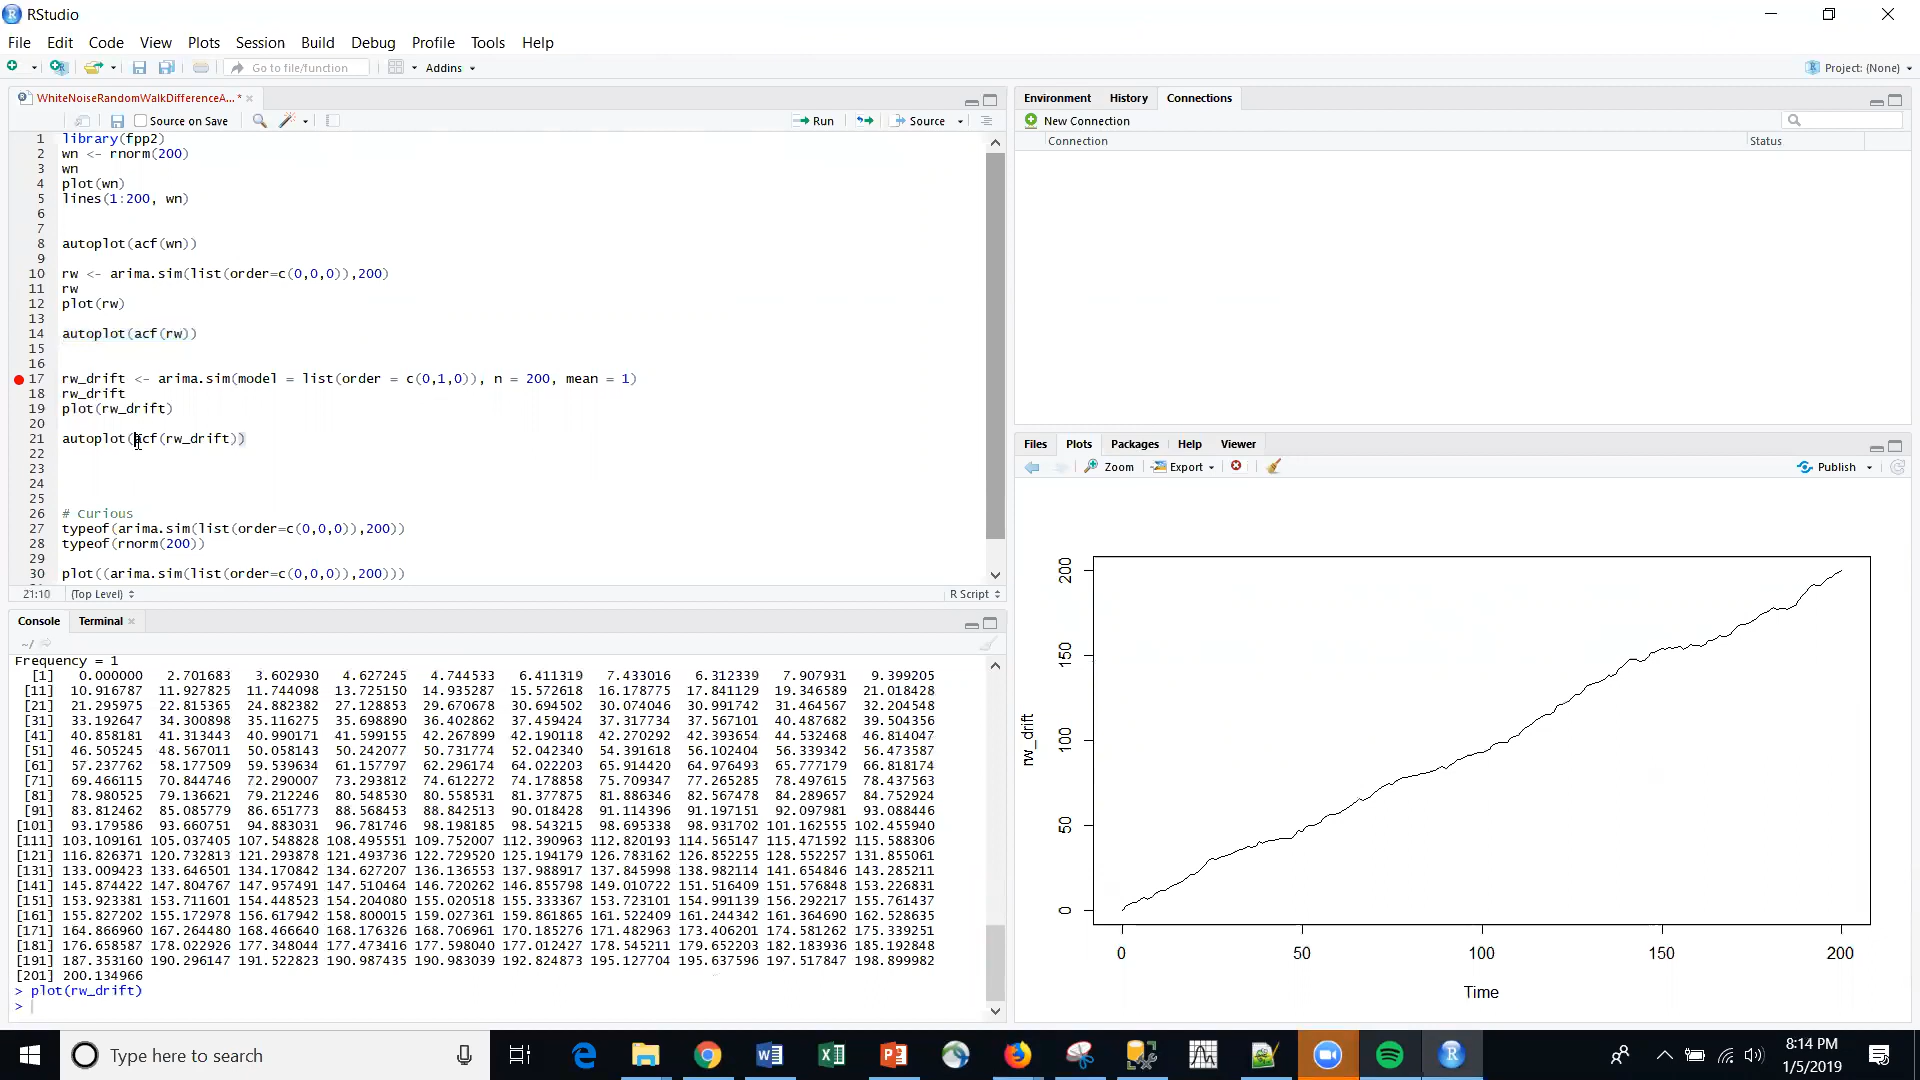 RStudio
File Edit Code View Plots Session Build Debug Profile Tools Help
Go to file/function Addins Project: (None)
WhiteNoiseRandomWalkDifferenceA... *
Source on Save Run Source
1 library(fpp2)
2 wn <- rnorm(200)
3 wn
4 plot(wn)
5 lines(1:200, wn)
6
7
8 autoplot(acf(wn))
9
10 rw <- arima.sim(list(order=c(0,0,0)),200)
11 rw
12 plot(rw)
13
14 autoplot(acf(rw))
15
16
17 rw_drift <- arima.sim(model = list(order = c(0,1,0)), n = 200, mean = 1)
18 rw_drift
19 plot(rw_drift)
20
21 autoplot(acf(rw_drift))
22
23
24
25
26 # Curious
27 typeof(arima.sim(list(order=c(0,0,0)),200))
28 typeof(rnorm(200))
29
30 plot((arima.sim(list(order=c(0,0,0)),200)))
21:10 (Top Level) R Script
Console Terminal
~/
Frequency = 1
[1] 0.000000 2.701683 3.602930 4.627245 4.744533 6.411319 7.433016 6.312339 7.907931 9.399205
[11] 10.916787 11.927825 11.744098 13.725150 14.935287 15.572618 16.178775 17.841129 19.346589 21.018428
[21] 21.295975 22.815365 24.882382 27.128853 29.670678 30.694502 30.074046 30.991742 31.464567 32.204548
[31] 33.192647 34.300898 35.116275 35.698890 36.402862 37.459424 37.317734 37.567101 40.487682 39.504356
[41] 40.858181 41.313443 40.990171 41.599155 42.267899 42.190118 42.270292 42.393654 44.532468 46.814047
[51] 46.505245 48.567011 50.058143 50.242077 50.731774 52.042340 54.391618 56.102404 56.339342 56.473587
[61] 57.237762 58.177509 59.539634 61.157797 62.296174 64.022203 65.914420 64.976493 65.777179 66.818174
[71] 69.466115 70.844746 72.290007 73.293812 74.612272 74.178858 75.709347 77.265285 78.497615 78.437563
[81] 78.980525 79.136621 79.212246 80.548530 80.558531 81.377875 81.886346 82.567478 84.289657 84.752924
[91] 83.812462 85.085779 86.651773 88.568453 88.842513 90.018428 91.114396 91.197151 92.097981 93.088446
[101] 93.179586 93.660751 94.883031 96.781746 98.198185 98.543215 98.695338 98.931702 101.162555 102.455940
[111] 103.109161 105.037405 107.548828 108.495551 109.752007 112.390963 112.820193 114.565147 115.471592 115.588306
[121] 116.826371 120.732813 121.293878 121.493736 122.729520 125.194179 126.783162 126.852255 128.552257 131.855061
[131] 133.009423 133.646501 134.170842 134.627207 136.136553 137.988917 137.845998 138.982114 141.654846 143.285211
[141] 145.874422 147.804767 147.957491 147.510464 146.720262 146.855798 149.010722 151.516409 151.576848 153.226831
[151] 153.923381 153.711601 154.448523 154.204080 155.020518 155.333367 153.723101 154.991139 156.292217 155.761437
[161] 155.827202 155.172978 156.617942 158.800015 159.027361 159.861865 161.522409 161.244342 161.364690 162.528635
[171] 164.866960 167.264480 168.466640 168.176326 168.706961 170.185276 171.482963 173.406201 174.581262 175.339251
[181] 176.658587 178.022926 177.348044 177.473416 177.598040 177.012427 178.545211 179.652203 182.183936 185.192848
[191] 187.353160 190.296147 191.522823 190.987435 190.983039 192.824873 195.127704 195.637596 197.517847 198.899982
[201] 200.134966
> plot(rw_drift)
>
Environment History Connections
New Connection
Connection Status
Files Plots Packages Help Viewer
Zoom Export Publish
200
150
100
50
0
rw_drift
0 50 100 150 200
Time
Type here to search
8:14 PM
1/5/2019